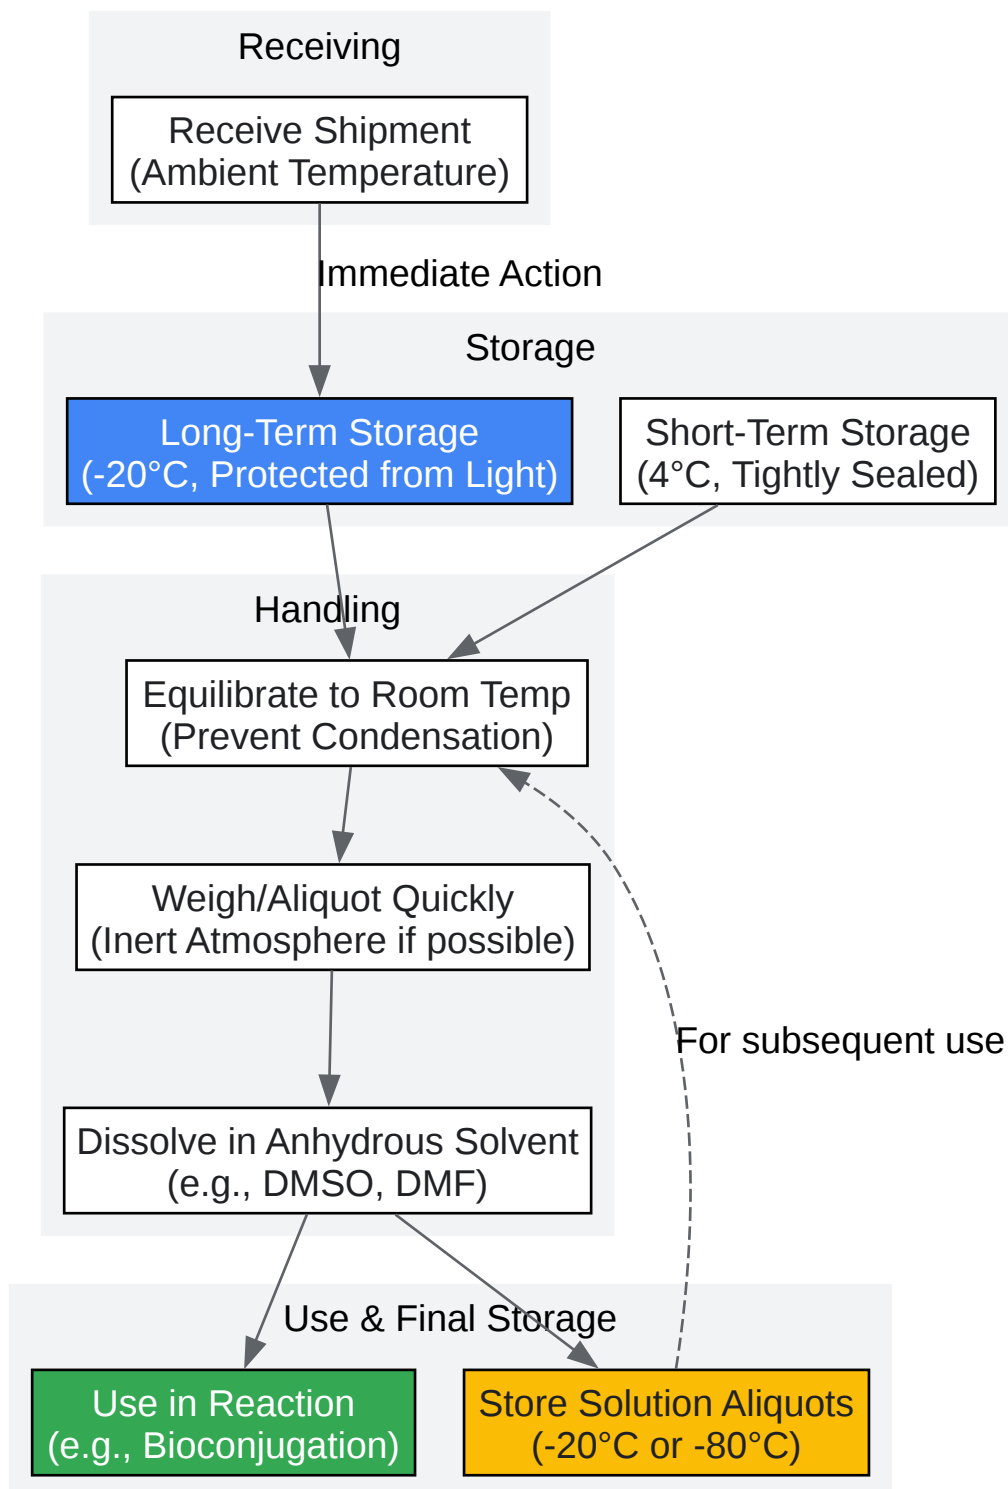 Receiving
Receive Shipment
(Ambient Temperature)
Immediate Action
Storage
Long-Term Storage
(-20°C, Protected from Light)
Short-Term Storage
(4°C, Tightly Sealed)
Handling
Equilibrate to Room Temp
(Prevent Condensation)
Weigh/Aliquot Quickly
(Inert Atmosphere if possible)
For subsequent use
Dissolve in Anhydrous Solvent
(e.g., DMSO, DMF)
Use & Final Storage
Use in Reaction
(e.g., Bioconjugation)
Store Solution Aliquots
(-20°C or -80°C)